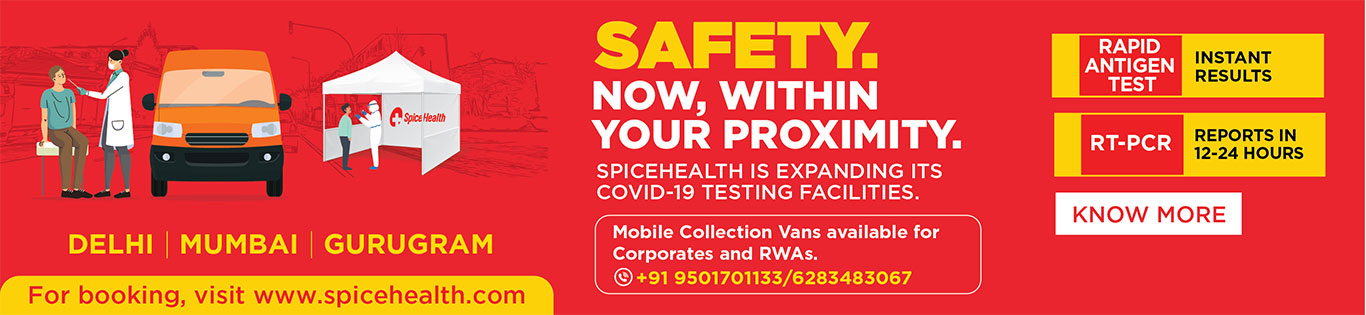 Spice Health
DELHI | MUMBAI | GURUGRAM
For booking, visit www.spicehealth.com
SAFETY.
NOW, WITHIN
YOUR PROXIMITY.
SPICEHEALTH IS EXPANDING ITS
COVID-19 TESTING FACILITIES.
Mobile Collection Vans available for
Corporates and RWAs.
+91 9501701133/6283483067
RAPID
ANTIGEN
TEST
INSTANT
RESULTS
RT-PCR
REPORTS IN
12-24 HOURS
KNOW MORE